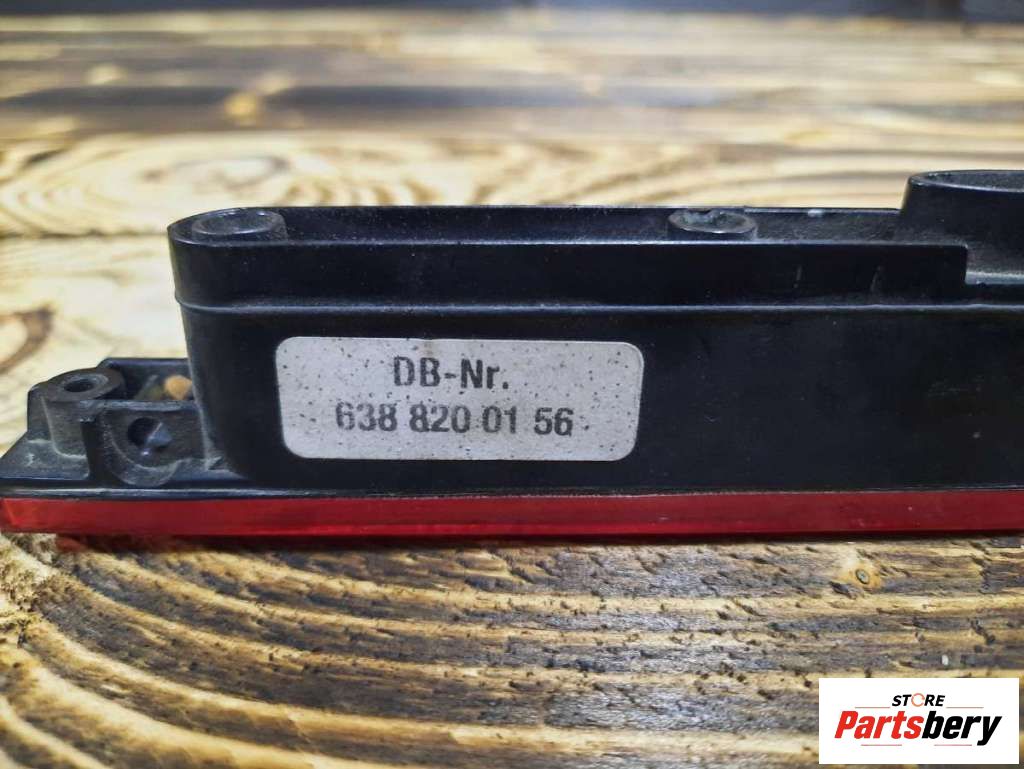 DB-Nr.
638 820 01 56
STORE
Partsbery